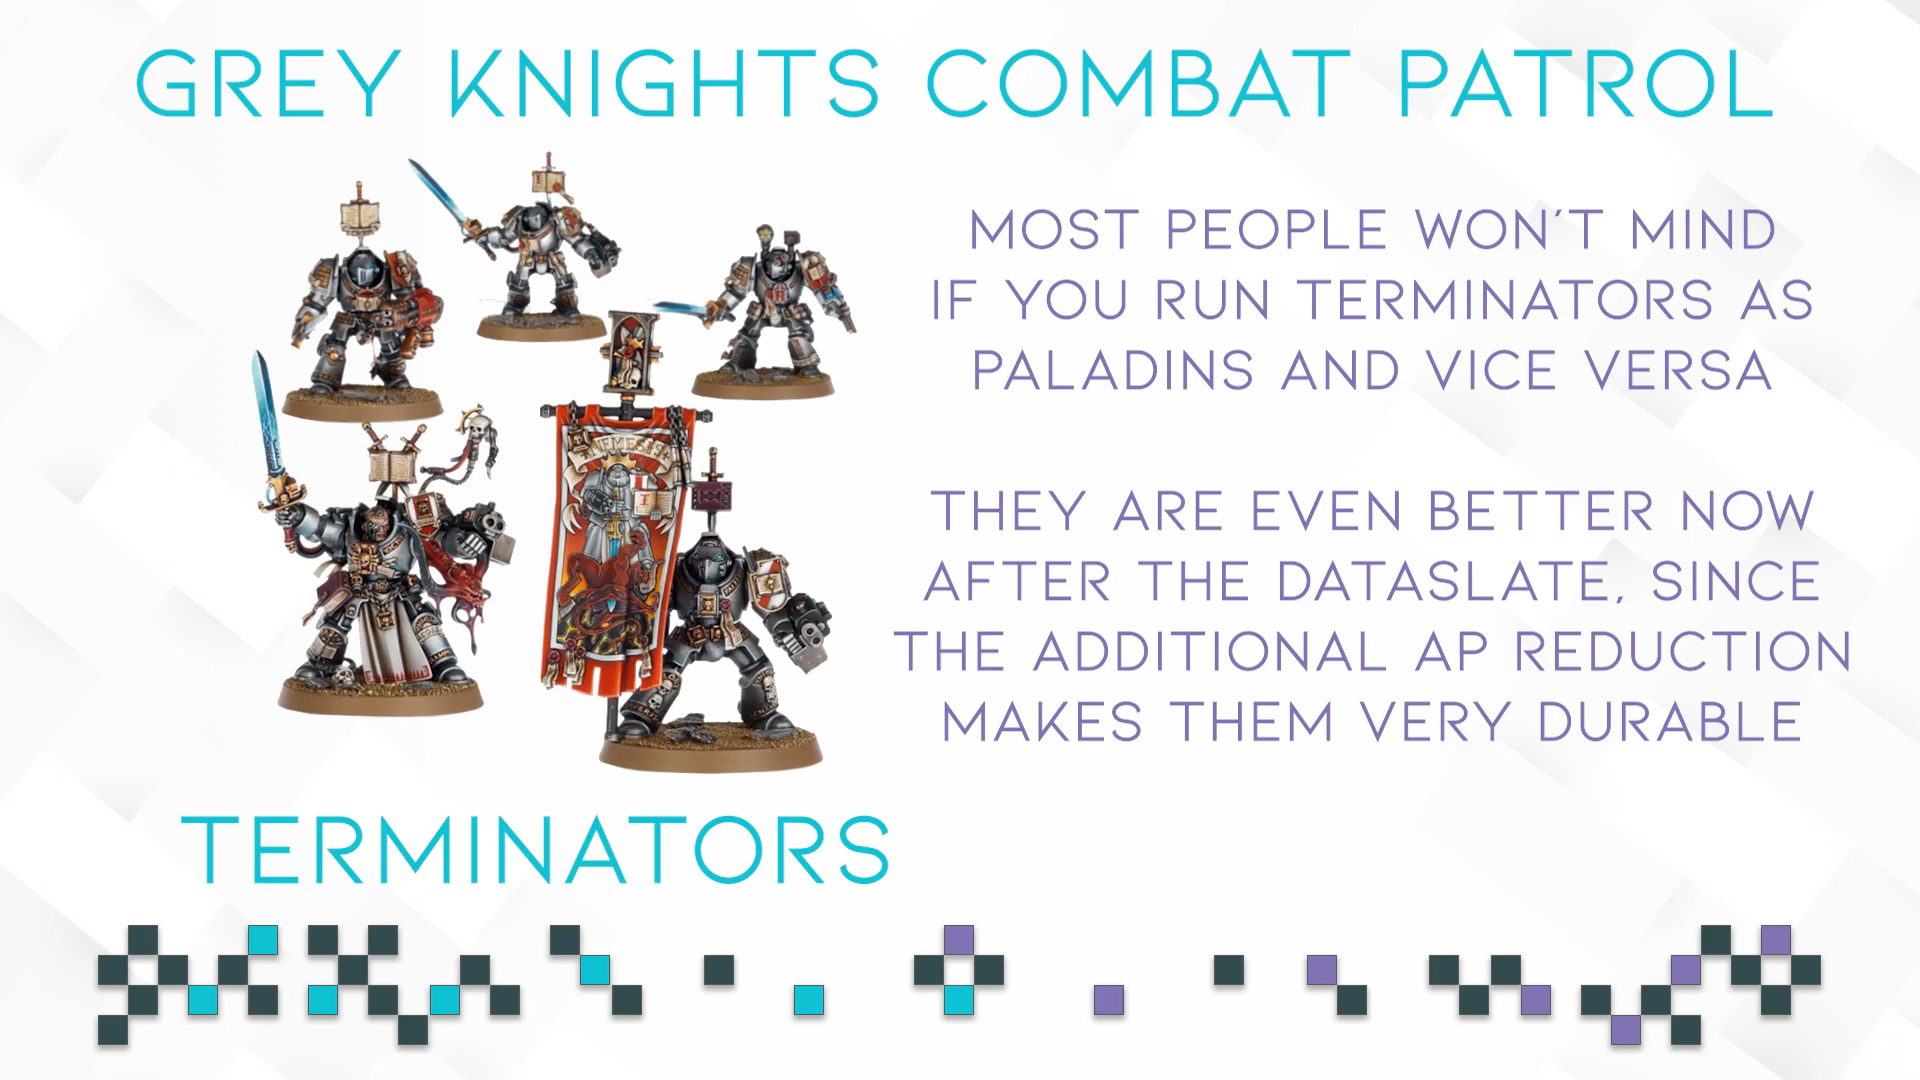 GREY KNIGHTS COMBAT PATROL
MOST PEOPLE WON'T MIND
IF YOU RUN TERMINATORS AS
PALADINS AND VICE VERSA
THEY ARE EVEN BETTER NOW
AFTER THE DATASLATE, SINCE
THE ADDITIONAL AP REDUCTION
MAKES THEM VERY DURABLE
NEMESIS
TERMINATORS